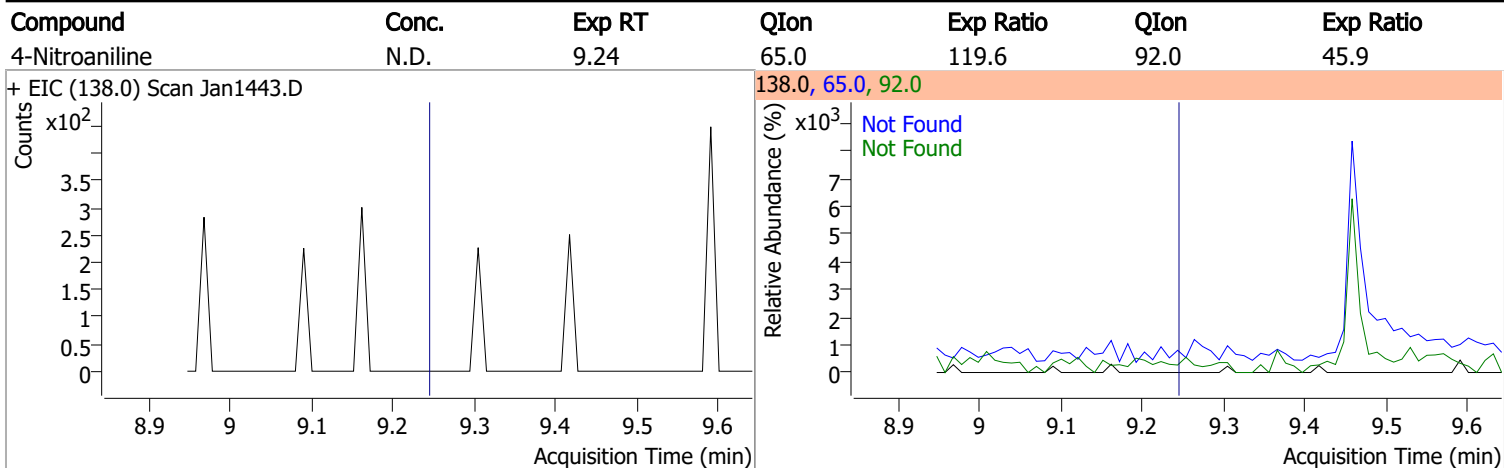 Compound Conc. Exp RT QIon Exp Ratio QIon Exp Ratio
4-Nitroaniline N.D. 9.24 65.0 119.6 92.0 45.9
+ EIC (138.0) Scan Jan1443.D
Counts
x10²
3.5
3
2.5
2
1.5
1
0.5
0
8.9 9 9.1 9.2 9.3 9.4 9.5 9.6
Acquisition Time (min)
138.0, 65.0, 92.0
Relative Abundance (%)
x10³
Not Found
Not Found
7
6
5
4
3
2
1
0
8.9 9 9.1 9.2 9.3 9.4 9.5 9.6
Acquisition Time (min)